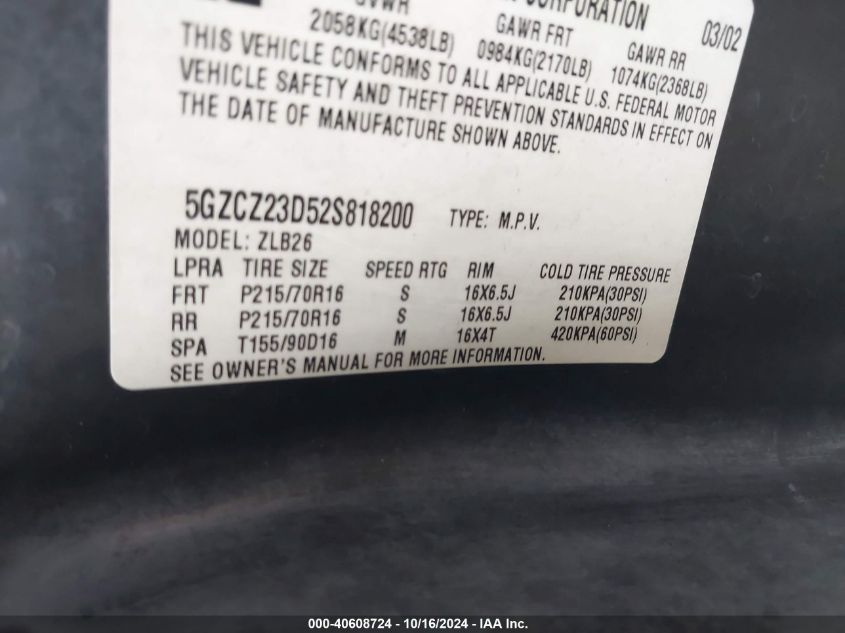 GVWR
CORPORATION 03/02
2058KG(4538LB) GAWR FRT GAWR RR
0984KG(2170LB) 1074KG(2368LB)
THIS VEHICLE CONFORMS TO ALL APPLICABLE U.S. FEDERAL MOTOR
VEHICLE SAFETY AND THEFT PREVENTION STANDARDS IN EFFECT ON
THE DATE OF MANUFACTURE SHOWN ABOVE.
5GZCZ23D52S818200 TYPE: M.P.V.
MODEL: ZLB26
LPRA TIRE SIZE SPEED RTG RIM COLD TIRE PRESSURE
FRT P215/70R16 S 16X6.5J 210KPA(30PSI)
RR P215/70R16 S 16X6.5J 210KPA(30PSI)
SPA T155/90D16 M 16X4T 420KPA(60PSI)
SEE OWNER'S MANUAL FOR MORE INFORMATION.
000-40608724 - 10/16/2024 - IAA Inc.